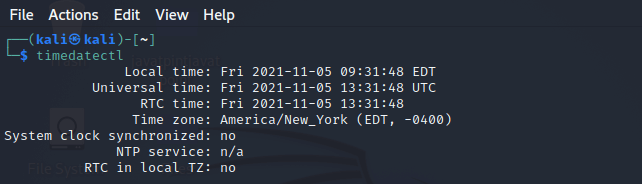 File Actions Edit View Help
┌──(kali㉿kali)-[~]
└─$ timedatectl
Local time: Fri 2021-11-05 09:31:48 EDT
Universal time: Fri 2021-11-05 13:31:48 UTC
RTC time: Fri 2021-11-05 13:31:48
Time zone: America/New_York (EDT, -0400)
System clock synchronized: no
NTP service: n/a
RTC in local TZ: no
File System